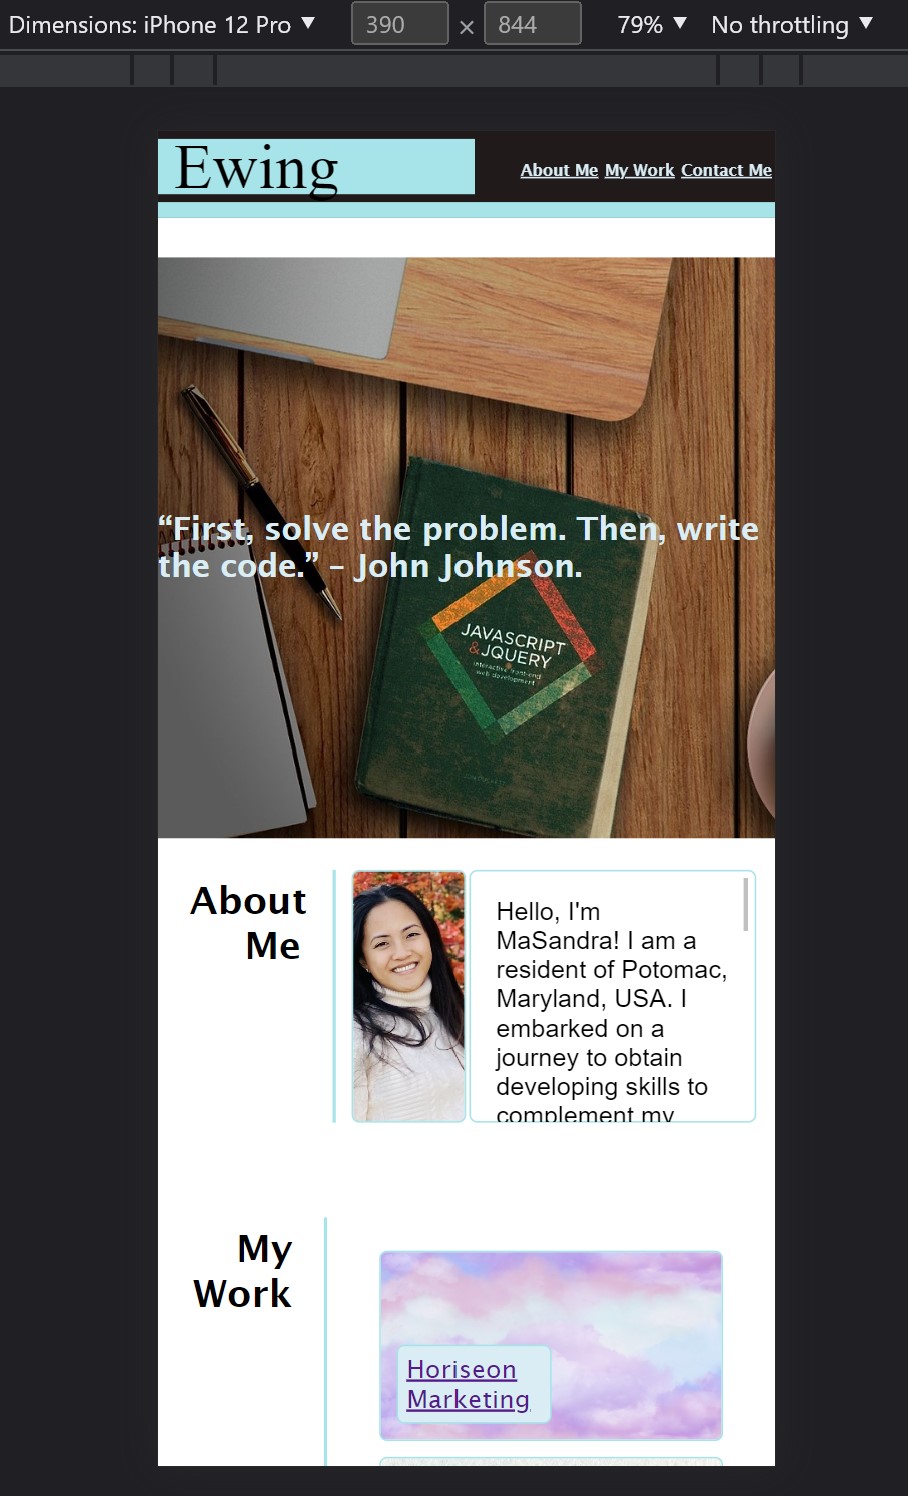 Dimensions: iPhone 12 Pro ▼ 390 × 844 79% ▼ No throttling ▼
Ewing
About Me My Work Contact Me
“First, solve the problem. Then, write
the code.” – John Johnson.
JAVASCRIPT
&JQUERY
interactive front-end
web development
About
Me
Hello, I'm
MaSandra! I am a
resident of Potomac,
Maryland, USA. I
embarked on a
journey to obtain
developing skills to
complement my
My
Work
Horiseon
Marketing